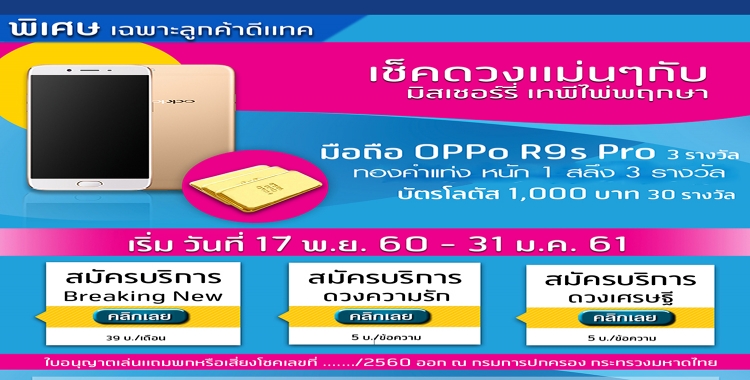 พิเศษ เฉพาะลูกค้าดีแทค
เช็คดวงแม่นๆกับ
มิสเชอร์รี่ เทพีไพ่พฤกษา
oppo
มือถือ OPPo R9s Pro 3 รางวัล
ทองคำแท่ง หนัก 1 สลึง 3 รางวัล
บัตรโลตัส 1,000 บาท 30 รางวัล
เริ่ม วันที่ 17 พ.ย. 60 - 31 ม.ค. 61
สมัครบริการ
Breaking New
คลิกเลย
39 บ./เดือน
สมัครบริการ
ดวงความรัก
คลิกเลย
5 บ./ข้อความ
สมัครบริการ
ดวงเศรษฐี
คลิกเลย
5 บ./ข้อความ
ใบอนุญาตเล่นแถมพกหรือเสี่ยงโชคเลขที่ ......./2560 ออก ณ กรมการปกครอง กระทรวงมหาดไทย